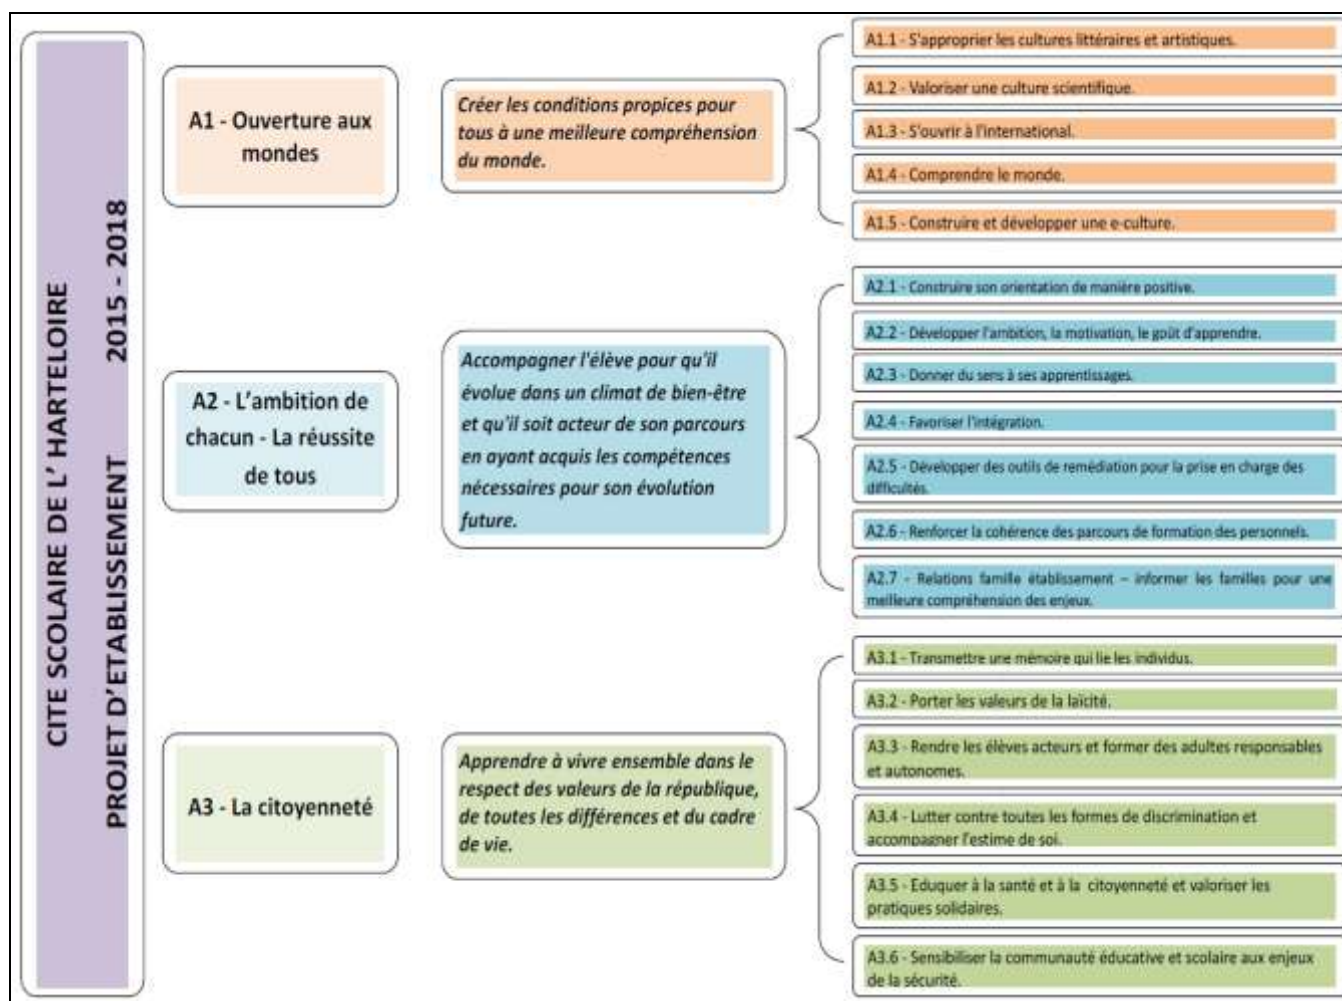 CITE SCOLAIRE DE L' HARTELOIRE
PROJET D'ETABLISSEMENT 2015 - 2018
A1 - Ouverture aux
mondes
Créer les conditions propices pour
tous à une meilleure compréhension
du monde.
A1.1 - S'approprier les cultures littéraires et artistiques.
A1.2 - Valoriser une culture scientifique.
A1.3 - S'ouvrir à l'international.
A1.4 - Comprendre le monde.
A1.5 - Construire et développer une e-culture.
A2 - L'ambition de
chacun - La réussite
de tous
Accompagner l'élève pour qu'il
évolue dans un climat de bien-être
et qu'il soit acteur de son parcours
en ayant acquis les compétences
nécessaires pour son évolution
future.
A2.1 - Construire son orientation de manière positive.
A2.2 - Développer l'ambition, la motivation, le goût d'apprendre.
A2.3 - Donner du sens à ses apprentissages.
A2.4 - Favoriser l'intégration.
A2.5 - Développer des outils de remédiation pour la prise en charge des
difficultés.
A2.6 - Renforcer la cohérence des parcours de formation des personnels.
A2.7 - Relations famille établissement – informer les familles pour une
meilleure compréhension des enjeux.
A3 - La citoyenneté
Apprendre à vivre ensemble dans le
respect des valeurs de la république,
de toutes les différences et du cadre
de vie.
A3.1 - Transmettre une mémoire qui lie les individus.
A3.2 - Porter les valeurs de la laïcité.
A3.3 - Rendre les élèves acteurs et former des adultes responsables
et autonomes.
A3.4 - Lutter contre toutes les formes de discrimination et
accompagner l'estime de soi.
A3.5 - Eduquer à la santé et à la citoyenneté et valoriser les
pratiques solidaires.
A3.6 - Sensibiliser la communauté éducative et scolaire aux enjeux
de la sécurité.